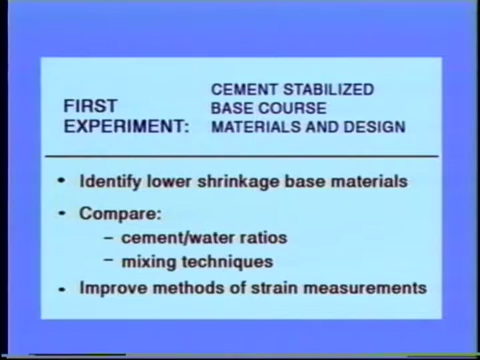 FIRST EXPERIMENT:
CEMENT STABILIZED
BASE COURSE
MATERIALS AND DESIGN
• Identify lower shrinkage base materials
• Compare:
– cement/water ratios
– mixing techniques
• Improve methods of strain measurements